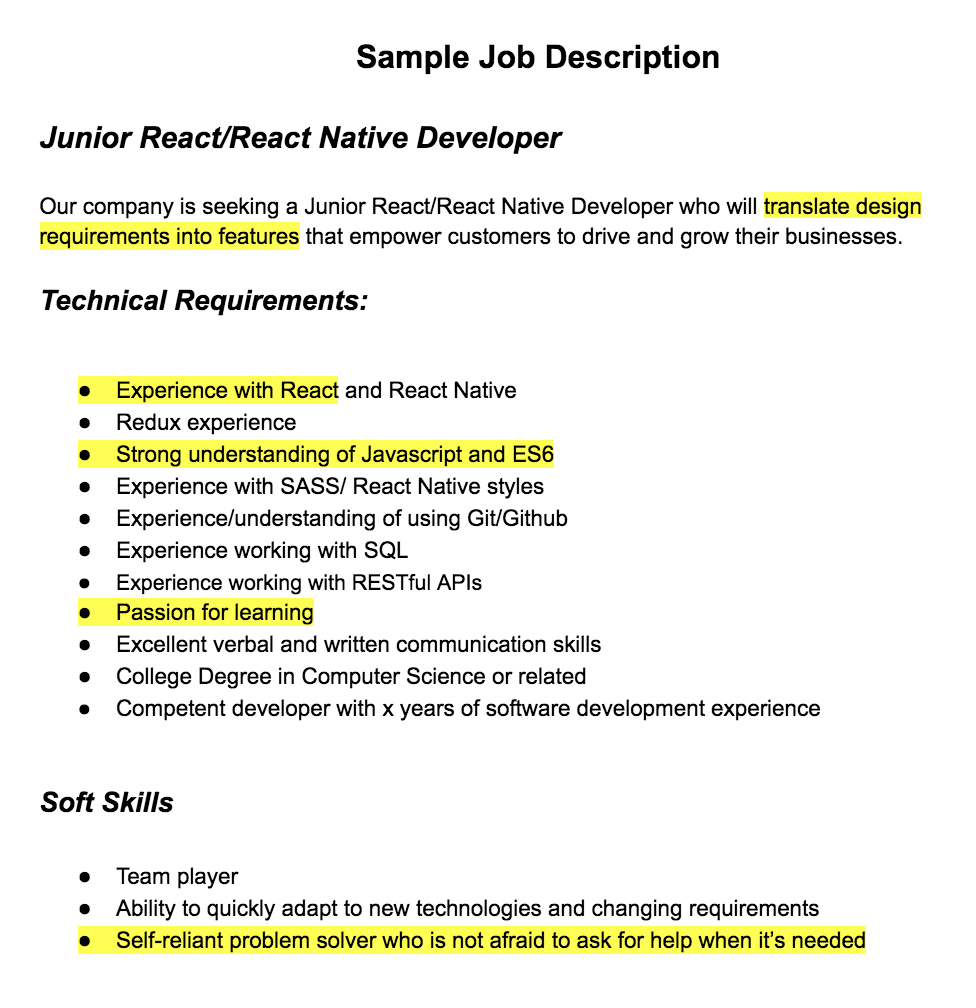 Sample Job Description
Junior React/React Native Developer
Our company is seeking a Junior React/React Native Developer who will translate design
requirements into features that empower customers to drive and grow their businesses.
Technical Requirements:
● Experience with React and React Native
● Redux experience
● Strong understanding of Javascript and ES6
● Experience with SASS/ React Native styles
● Experience/understanding of using Git/Github
● Experience working with SQL
● Experience working with RESTful APIs
● Passion for learning
● Excellent verbal and written communication skills
● College Degree in Computer Science or related
● Competent developer with x years of software development experience
Soft Skills
● Team player
● Ability to quickly adapt to new technologies and changing requirements
● Self-reliant problem solver who is not afraid to ask for help when it’s needed